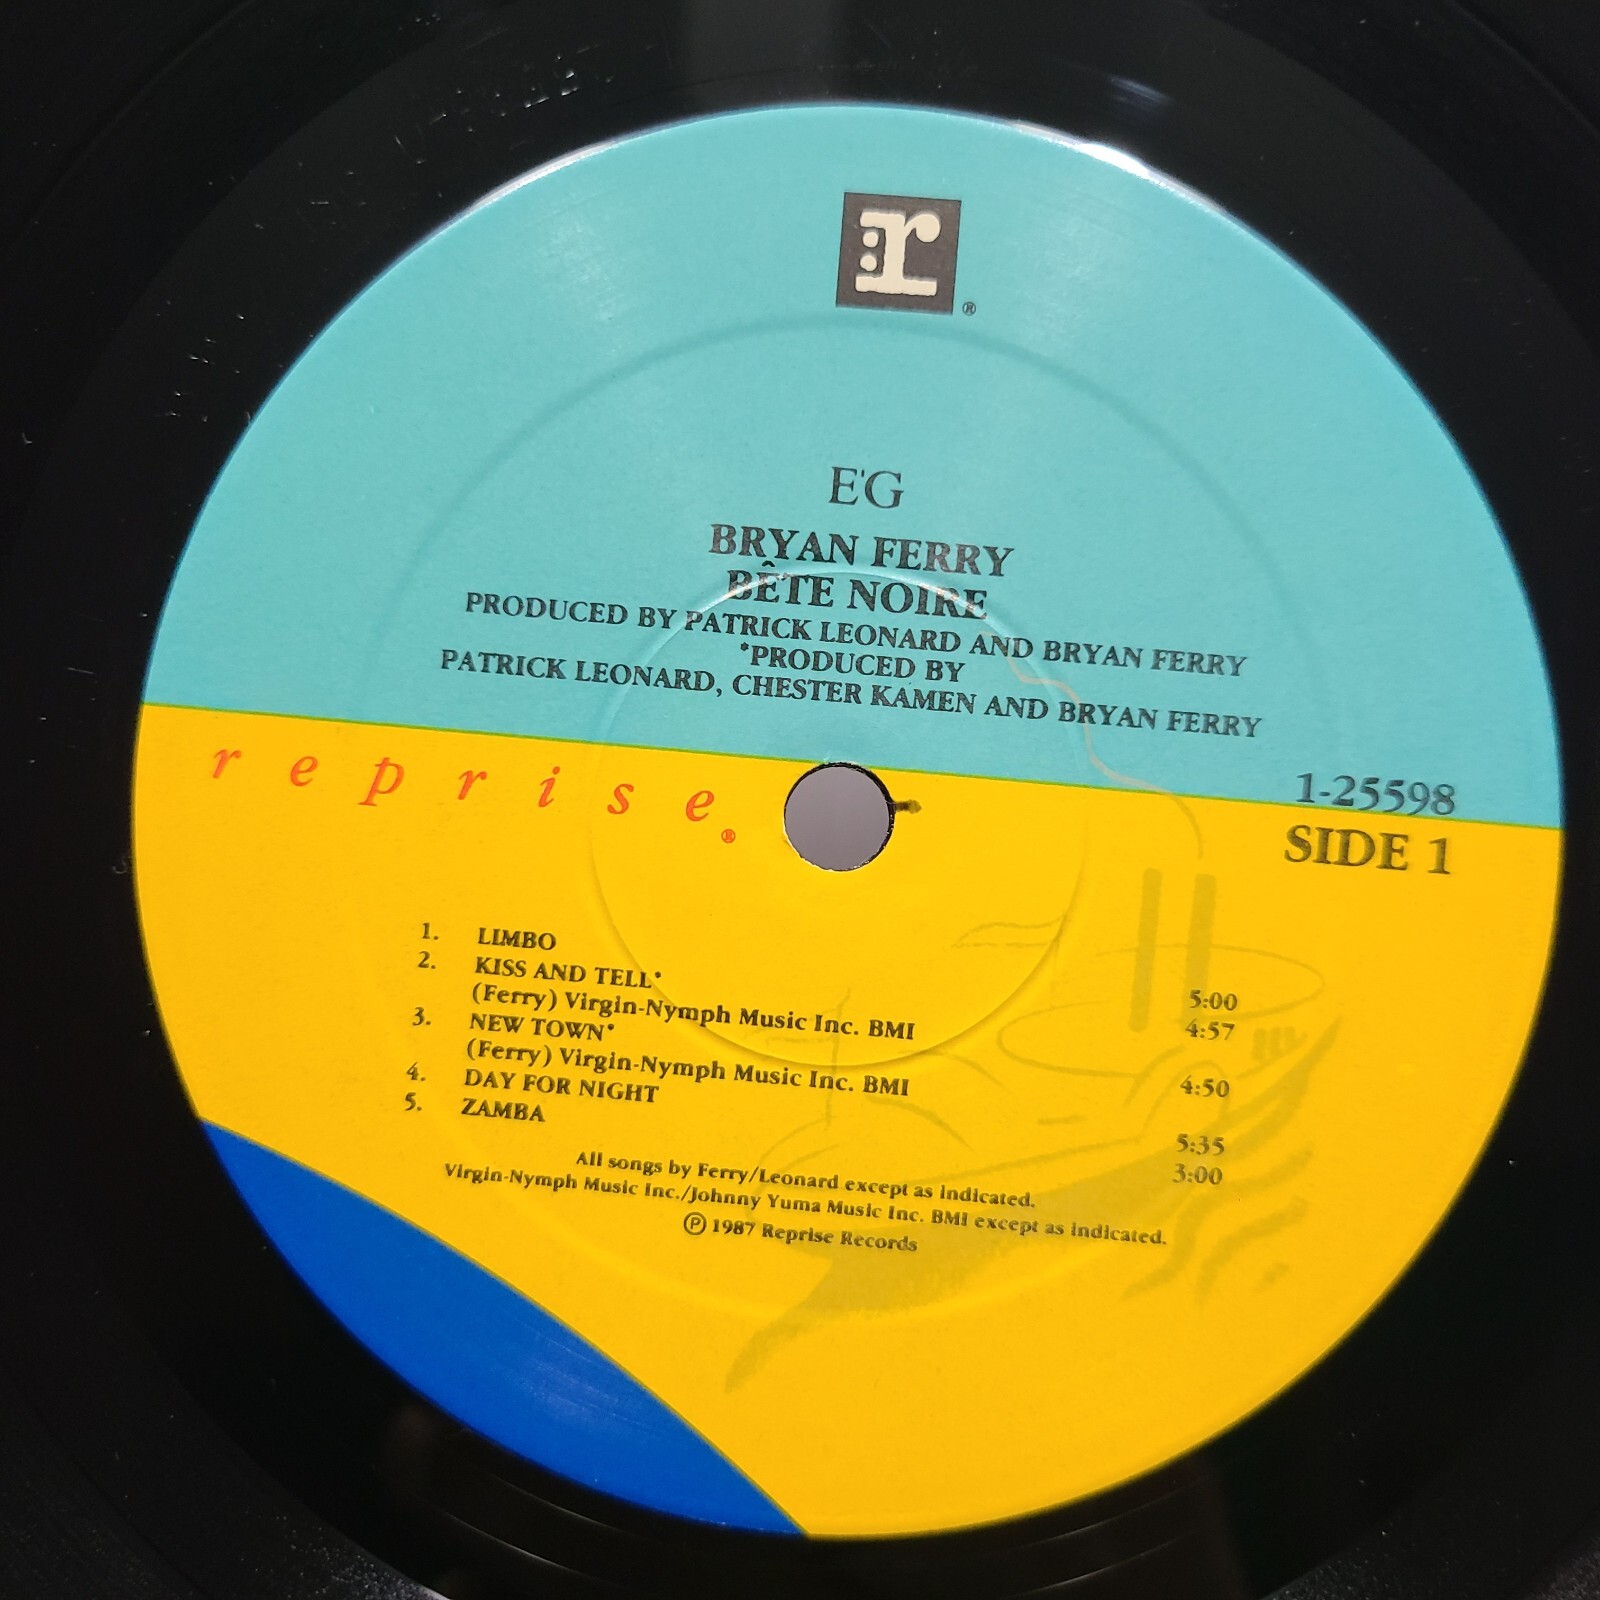 r®
E'G
BRYAN FERRY
BÊTE NOIRE
PRODUCED BY PATRICK LEONARD AND BRYAN FERRY
*PRODUCED BY
PATRICK LEONARD, CHESTER KAMEN AND BRYAN FERRY
reprise®
1-25598
SIDE 1
1. LIMBO 5:00
2. KISS AND TELL* 4:57
(Ferry) Virgin-Nymph Music Inc. BMI
3. NEW TOWN* 4:50
(Ferry) Virgin-Nymph Music Inc. BMI
4. DAY FOR NIGHT 5:35
5. ZAMBA 3:00
All songs by Ferry/Leonard except as indicated.
Virgin-Nymph Music Inc./Johnny Yuma Music Inc. BMI except as indicated.
℗ 1987 Reprise Records